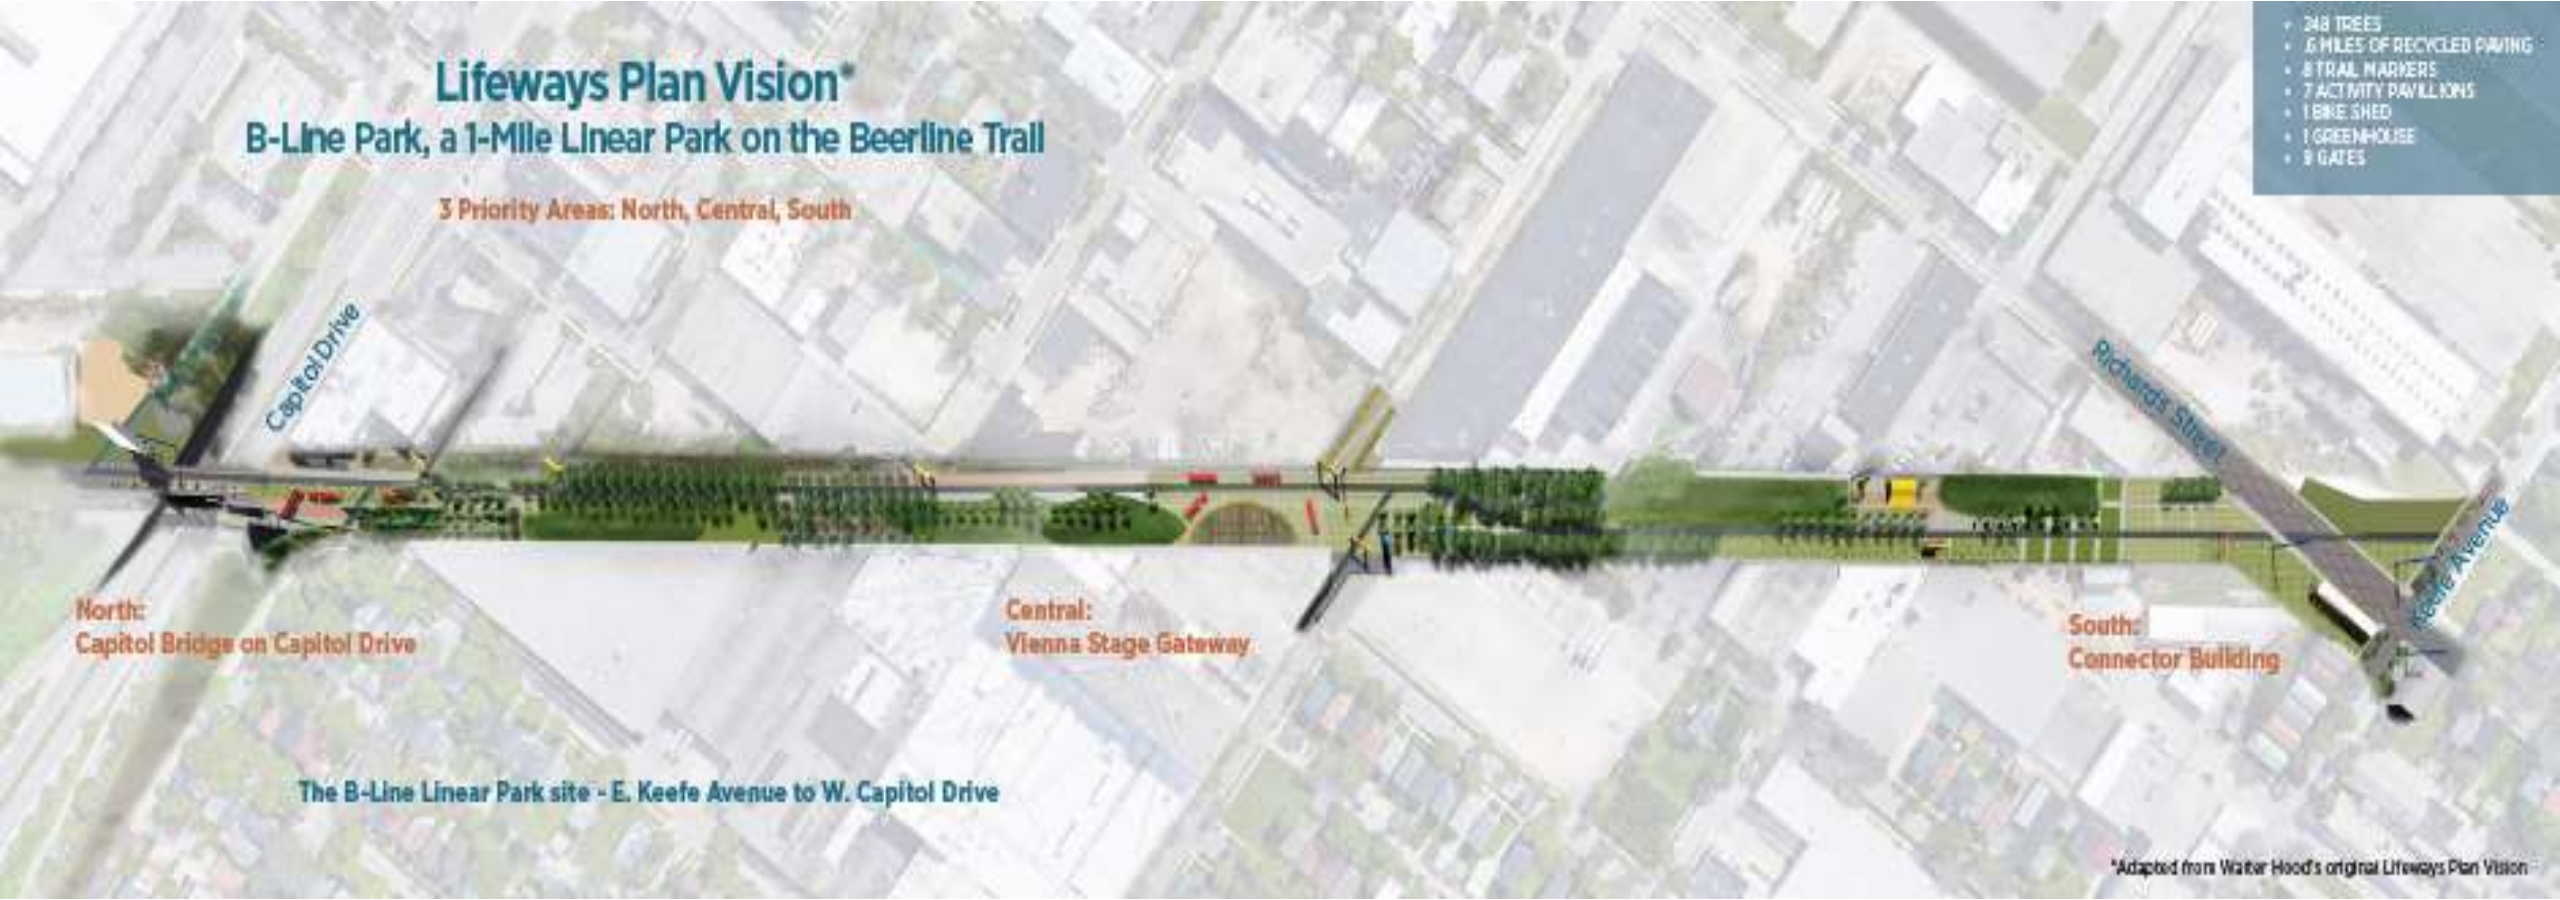 Lifeways Plan Vision*
B-Line Park, a 1-Mile Linear Park on the Beerline Trail
3 Priority Areas: North, Central, South
• 348 TREES
• .6 MILES OF RECYCLED PAVING
• 8 TRAIL MARKERS
• 7 ACTIVITY PAVILLIONS
• 1 BIKE SHED
• 1 GREENHOUSE
• 9 GATES
Capitol Drive
Richards Street
Keefe Avenue
North:
Capitol Bridge on Capitol Drive
Central:
Vienna Stage Gateway
South:
Connector Building
The B-Line Linear Park site - E. Keefe Avenue to W. Capitol Drive
*Adapted from Walter Hood's original Lifeways Plan Vision